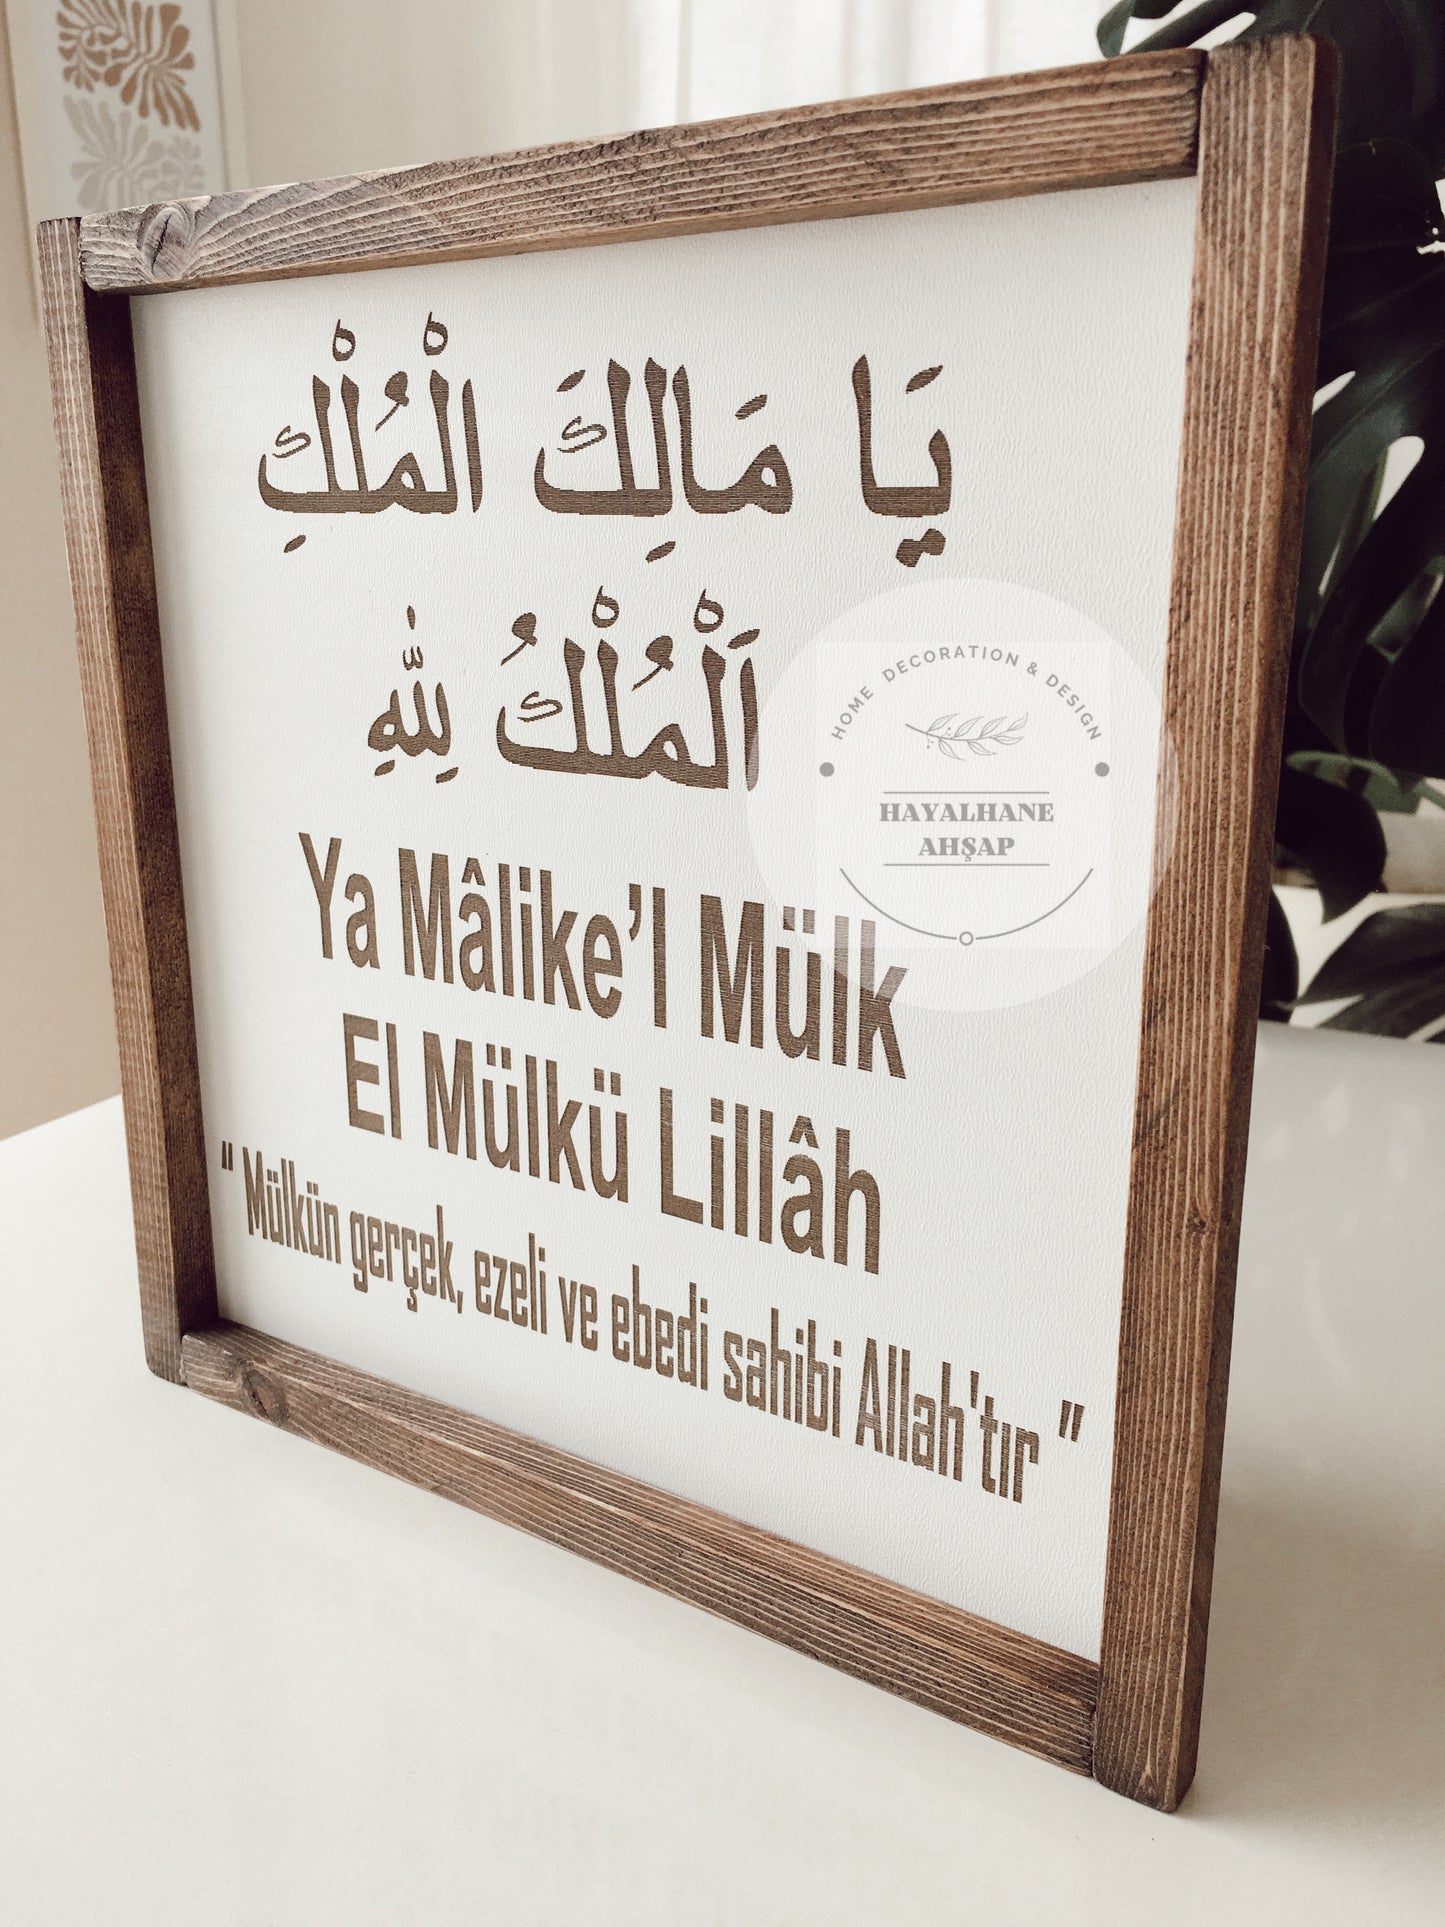 يَا مَالِكَ الْمُلْكِ
اَلْمُلْكُ لِلّٰهِ
HOME DECORATION & DESIGN
HAYALHANE
AHŞAP
Ya Mâlike'l Mülk
El Mülkü Lillâh
" Mülkün gerçek, ezeli ve ebedi sahibi Allah'tır "